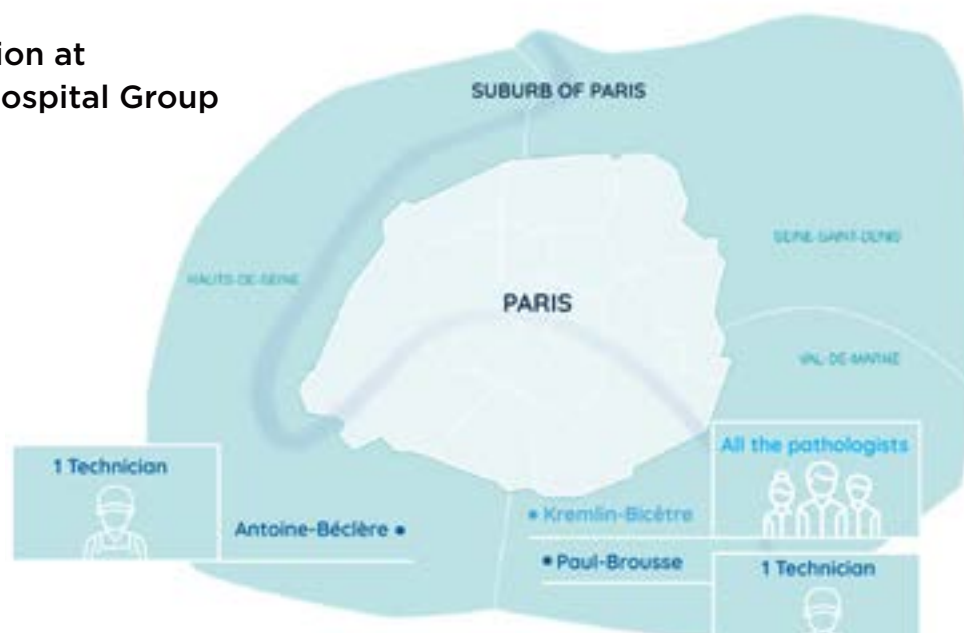 ion at
ospital Group
SUBURB OF PARIS
SEINE-SAINT-DENIS
HAUTS-DE-SEINE
PARIS
VAL-DE-MARNE
All the pathologists
1 Technician
Kremlin-Bicêtre
Antoine-Béclère
Paul-Brousse
1 Technician